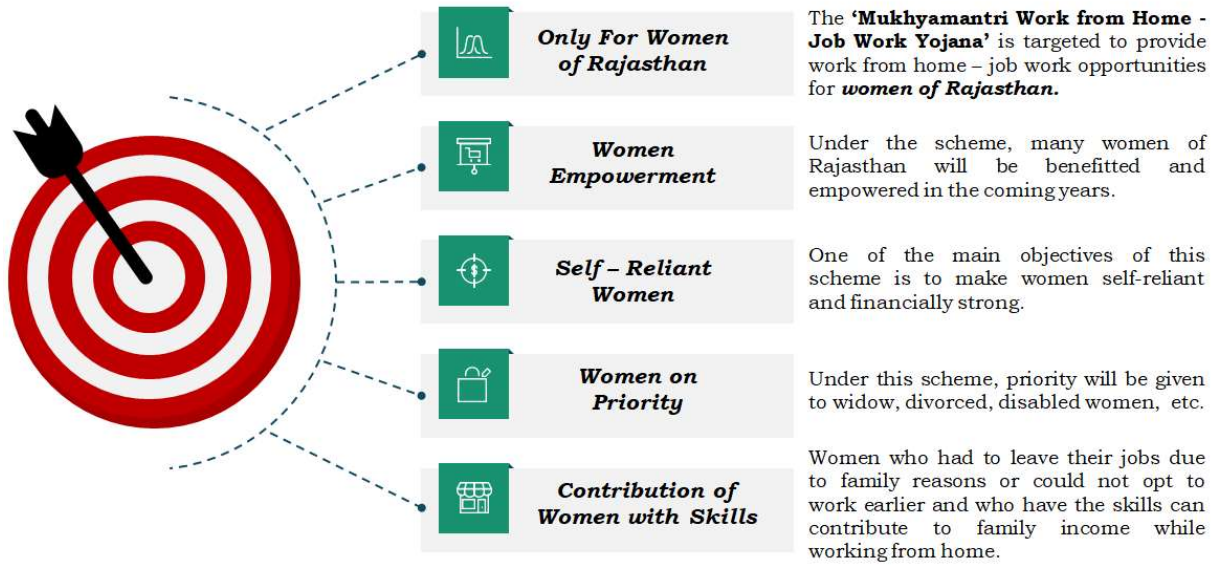 Only For Women
of Rajasthan
The ‘Mukhyamantri Work from Home -
Job Work Yojana’ is targeted to provide
work from home – job work opportunities
for women of Rajasthan.
Women
Empowerment
Under the scheme, many women of
Rajasthan will be benefitted and
empowered in the coming years.
Self – Reliant
Women
One of the main objectives of this
scheme is to make women self-reliant
and financially strong.
Women on
Priority
Under this scheme, priority will be given
to widow, divorced, disabled women, etc.
Contribution of
Women with Skills
Women who had to leave their jobs due
to family reasons or could not opt to
work earlier and who have the skills can
contribute to family income while
working from home.